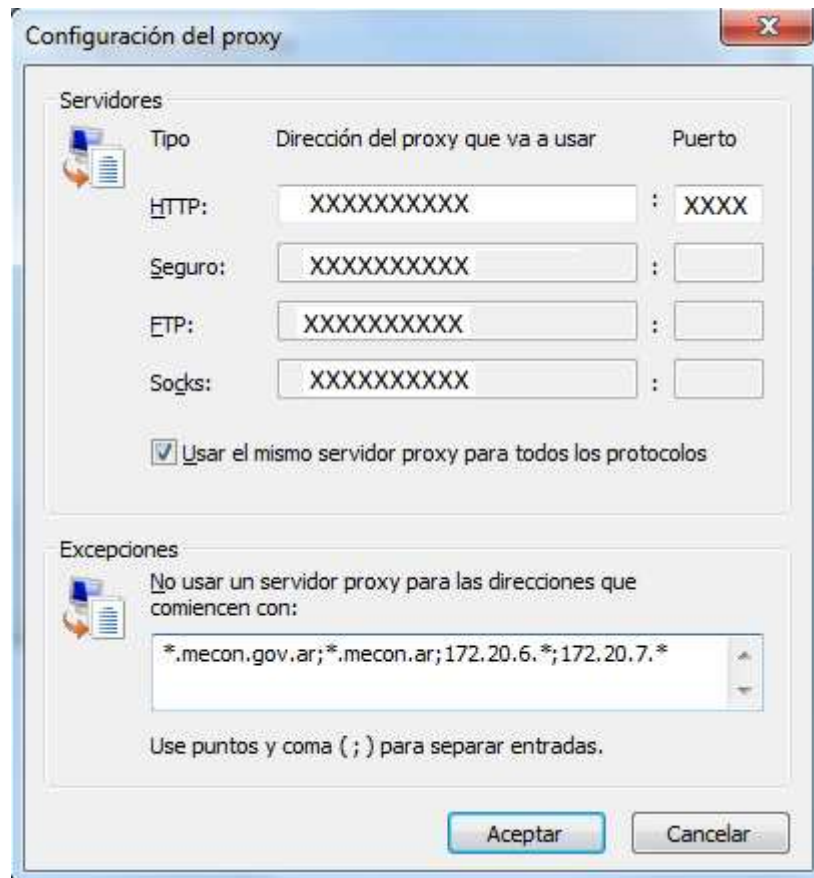 Configuración del proxy
Servidores
Tipo Dirección del proxy que va a usar Puerto
HTTP: XXXXXXXXXX : XXXX
Seguro: XXXXXXXXXX :
FTP: XXXXXXXXXX :
Socks: XXXXXXXXXX :
Usar el mismo servidor proxy para todos los protocolos
Excepciones
No usar un servidor proxy para las direcciones que
comiencen con:
*.mecon.gov.ar;*.mecon.ar;172.20.6.*;172.20.7.*
Use puntos y coma ( ; ) para separar entradas.
Aceptar Cancelar